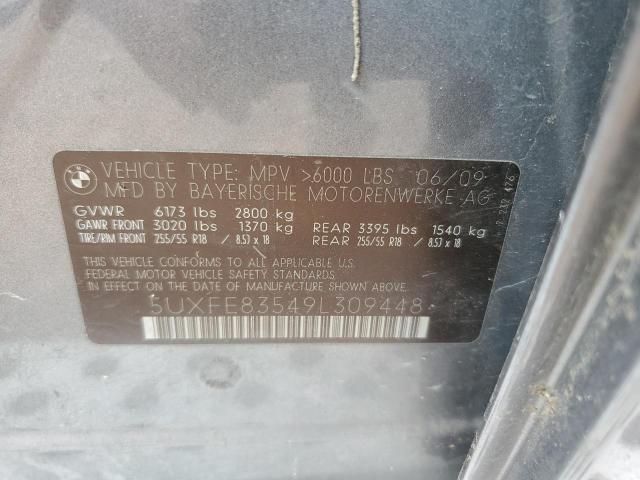 BMW
VEHICLE TYPE: MPV >6000 LBS 06/09
MFD BY BAYERISCHE MOTORENWERKE AG
GVWR 6173 lbs 2800 kg
GAWR FRONT 3020 lbs 1370 kg REAR 3395 lbs 1540 kg
TIRE/RIM FRONT 255/55 R18 / 8.5J x 18 REAR 255/55 R18 / 8.5J x 18
THIS VEHICLE CONFORMS TO ALL APPLICABLE U.S.
FEDERAL MOTOR VEHICLE SAFETY STANDARDS
IN EFFECT ON THE DATE OF MANUFACTURE SHOWN ABOVE.
5UXFE83549L309448